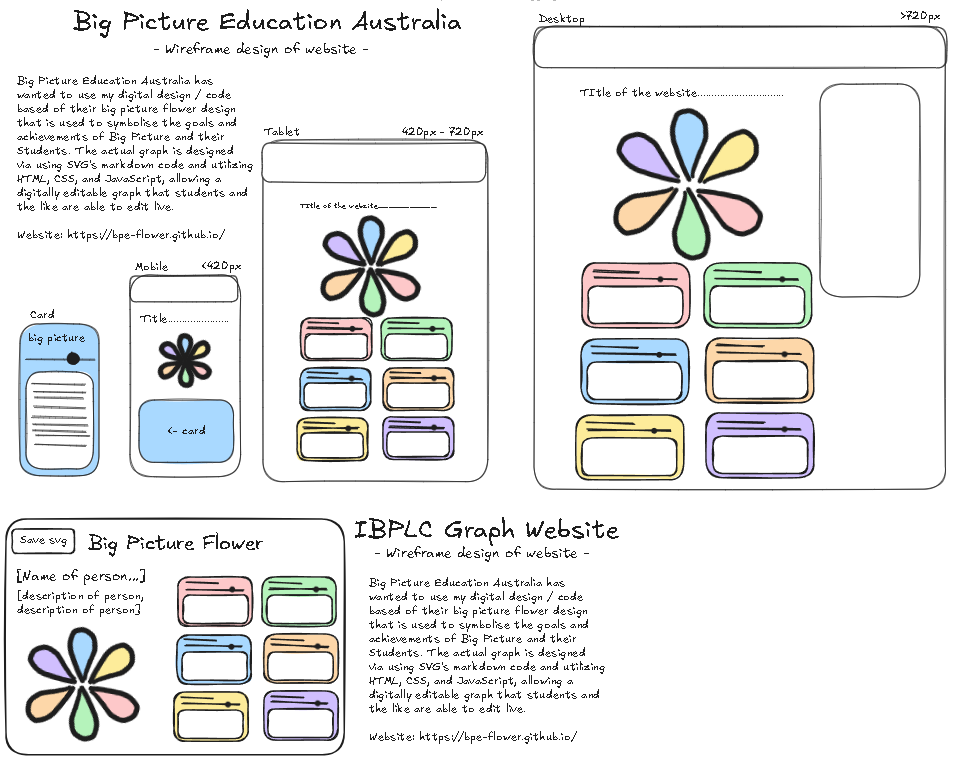 Big Picture Education Australia
- Wireframe design of website -
Big Picture Education Australia has
wanted to use my digital design / code
based of their big picture flower design
that is used to symbolise the goals and
achievements of Big Picture and their
Students. The actual graph is designed
via using SVG's markdown code and utilizing
HTML, CSS, and JavaScript, allowing a
digitally editable graph that students and
the like are able to edit live.
Website: https://bpe-flower.github.io/
Card
big picture
Mobile <420px
Title......................
<- card
Tablet 420px - 720px
TItle of the website..............................
Desktop >720px
TItle of the website..............................
Save svg
Big Picture Flower
[Name of person...]
[description of person,
description of person]
IBPLC Graph Website
- Wireframe design of website -
Big Picture Education Australia has
wanted to use my digital design / code
based of their big picture flower design
that is used to symbolise the goals and
achievements of Big Picture and their
Students. The actual graph is designed
via using SVG's markdown code and utilizing
HTML, CSS, and JavaScript, allowing a
digitally editable graph that students and
the like are able to edit live.
Website: https://bpe-flower.github.io/